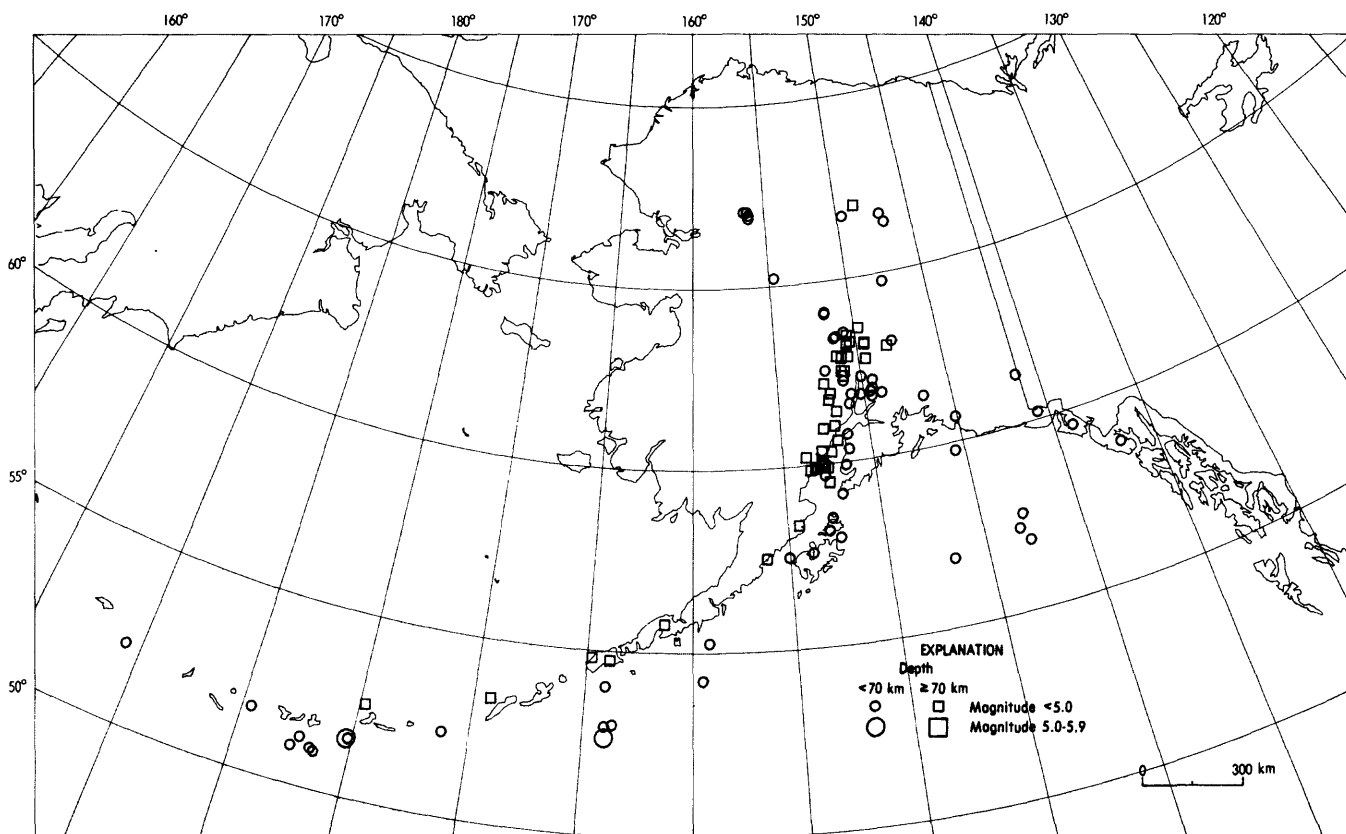 160° 170° 180° 170° 160° 150° 140° 130° 120°
60°
55°
50°
EXPLANATION
Depth
<70 km ≥70 km
Magnitude <5.0
Magnitude 5.0-5.9
0 300 km